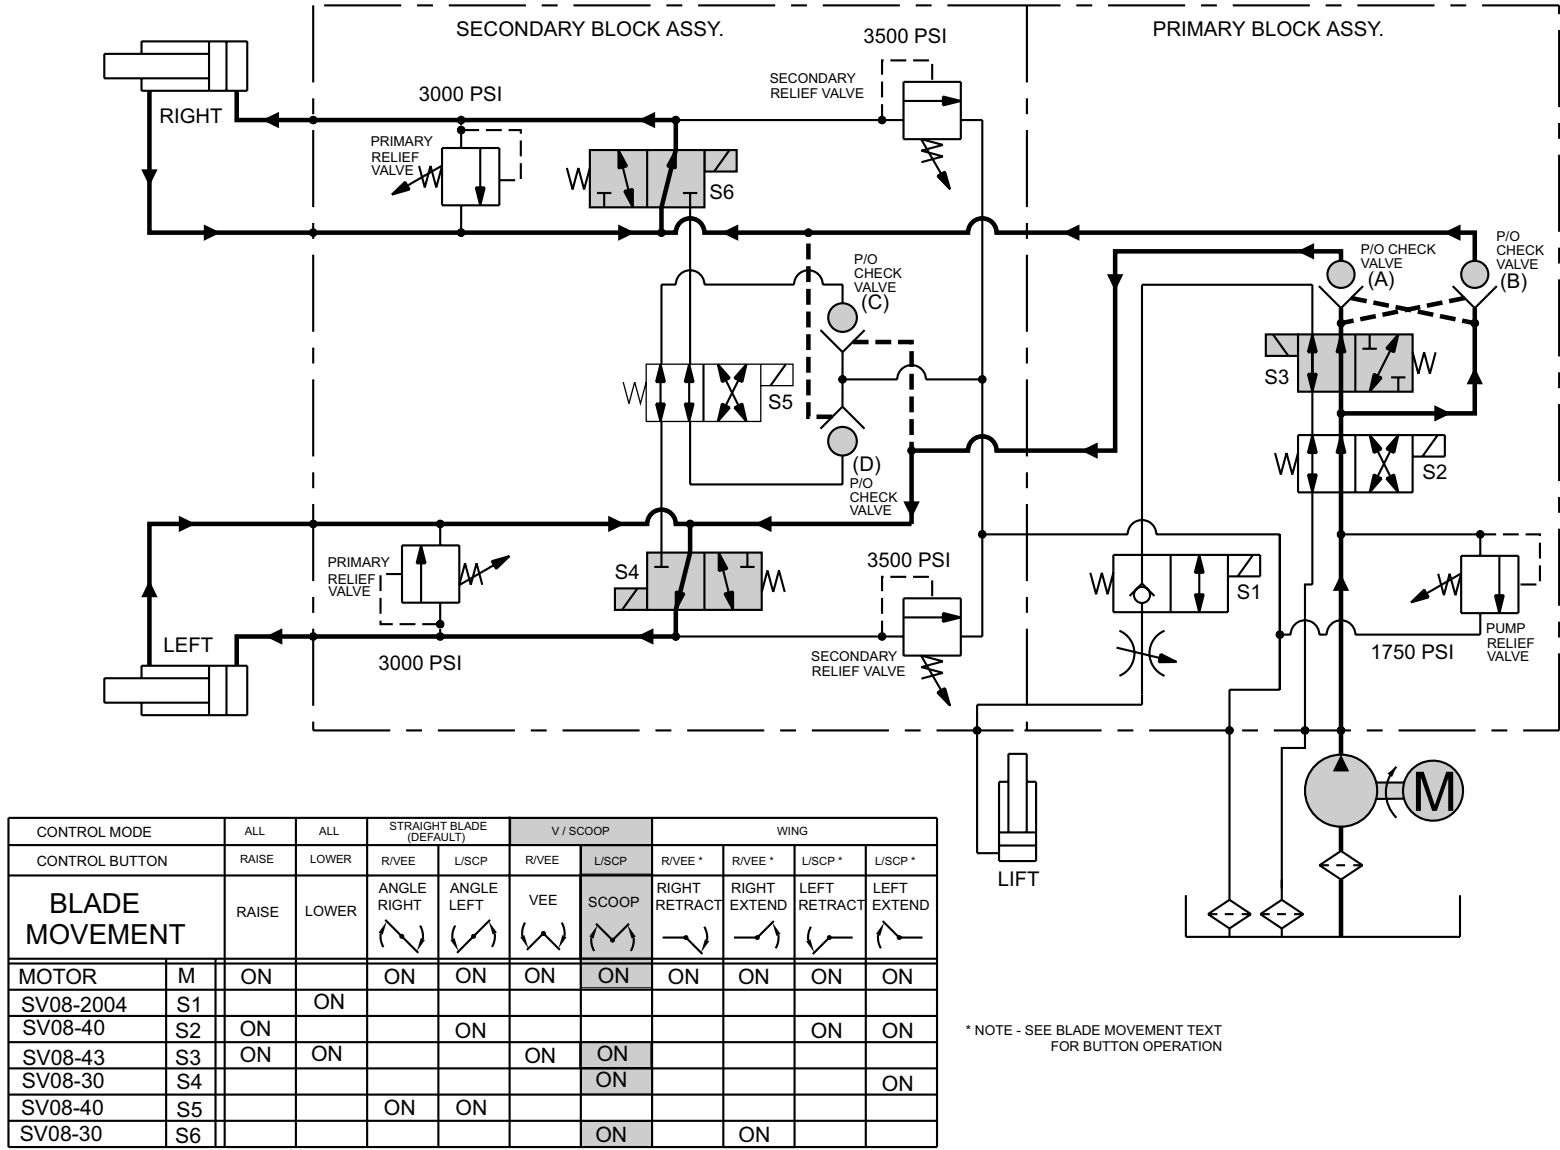 SECONDARY BLOCK ASSY.
PRIMARY BLOCK ASSY.
3500 PSI
SECONDARY
RELIEF VALVE
3000 PSI
RIGHT
PRIMARY
RELIEF
VALVE
S6
P/O
CHECK
VALVE
(C)
P/O CHECK
VALVE
(A)
P/O
CHECK
VALVE
(B)
S3
S5
(D)
P/O
CHECK
VALVE
S2
PRIMARY
RELIEF
VALVE
S4
3500 PSI
S1
LEFT
3000 PSI
SECONDARY
RELIEF VALVE
1750 PSI
PUMP
RELIEF
VALVE
M
LIFT
CONTROL MODE ALL ALL STRAIGHT BLADE (DEFAULT) V / SCOOP WING
CONTROL BUTTON RAISE LOWER R/VEE L/SCP R/VEE L/SCP R/VEE * R/VEE * L/SCP * L/SCP *
BLADE MOVEMENT RAISE LOWER ANGLE RIGHT ANGLE LEFT VEE SCOOP RIGHT RETRACT RIGHT EXTEND LEFT RETRACT LEFT EXTEND
MOTOR M ON ON ON ON ON ON ON ON ON
SV08-2004 S1 ON
SV08-40 S2 ON ON ON ON
SV08-43 S3 ON ON ON ON
SV08-30 S4 ON ON
SV08-40 S5 ON ON
SV08-30 S6 ON ON
* NOTE - SEE BLADE MOVEMENT TEXT
FOR BUTTON OPERATION